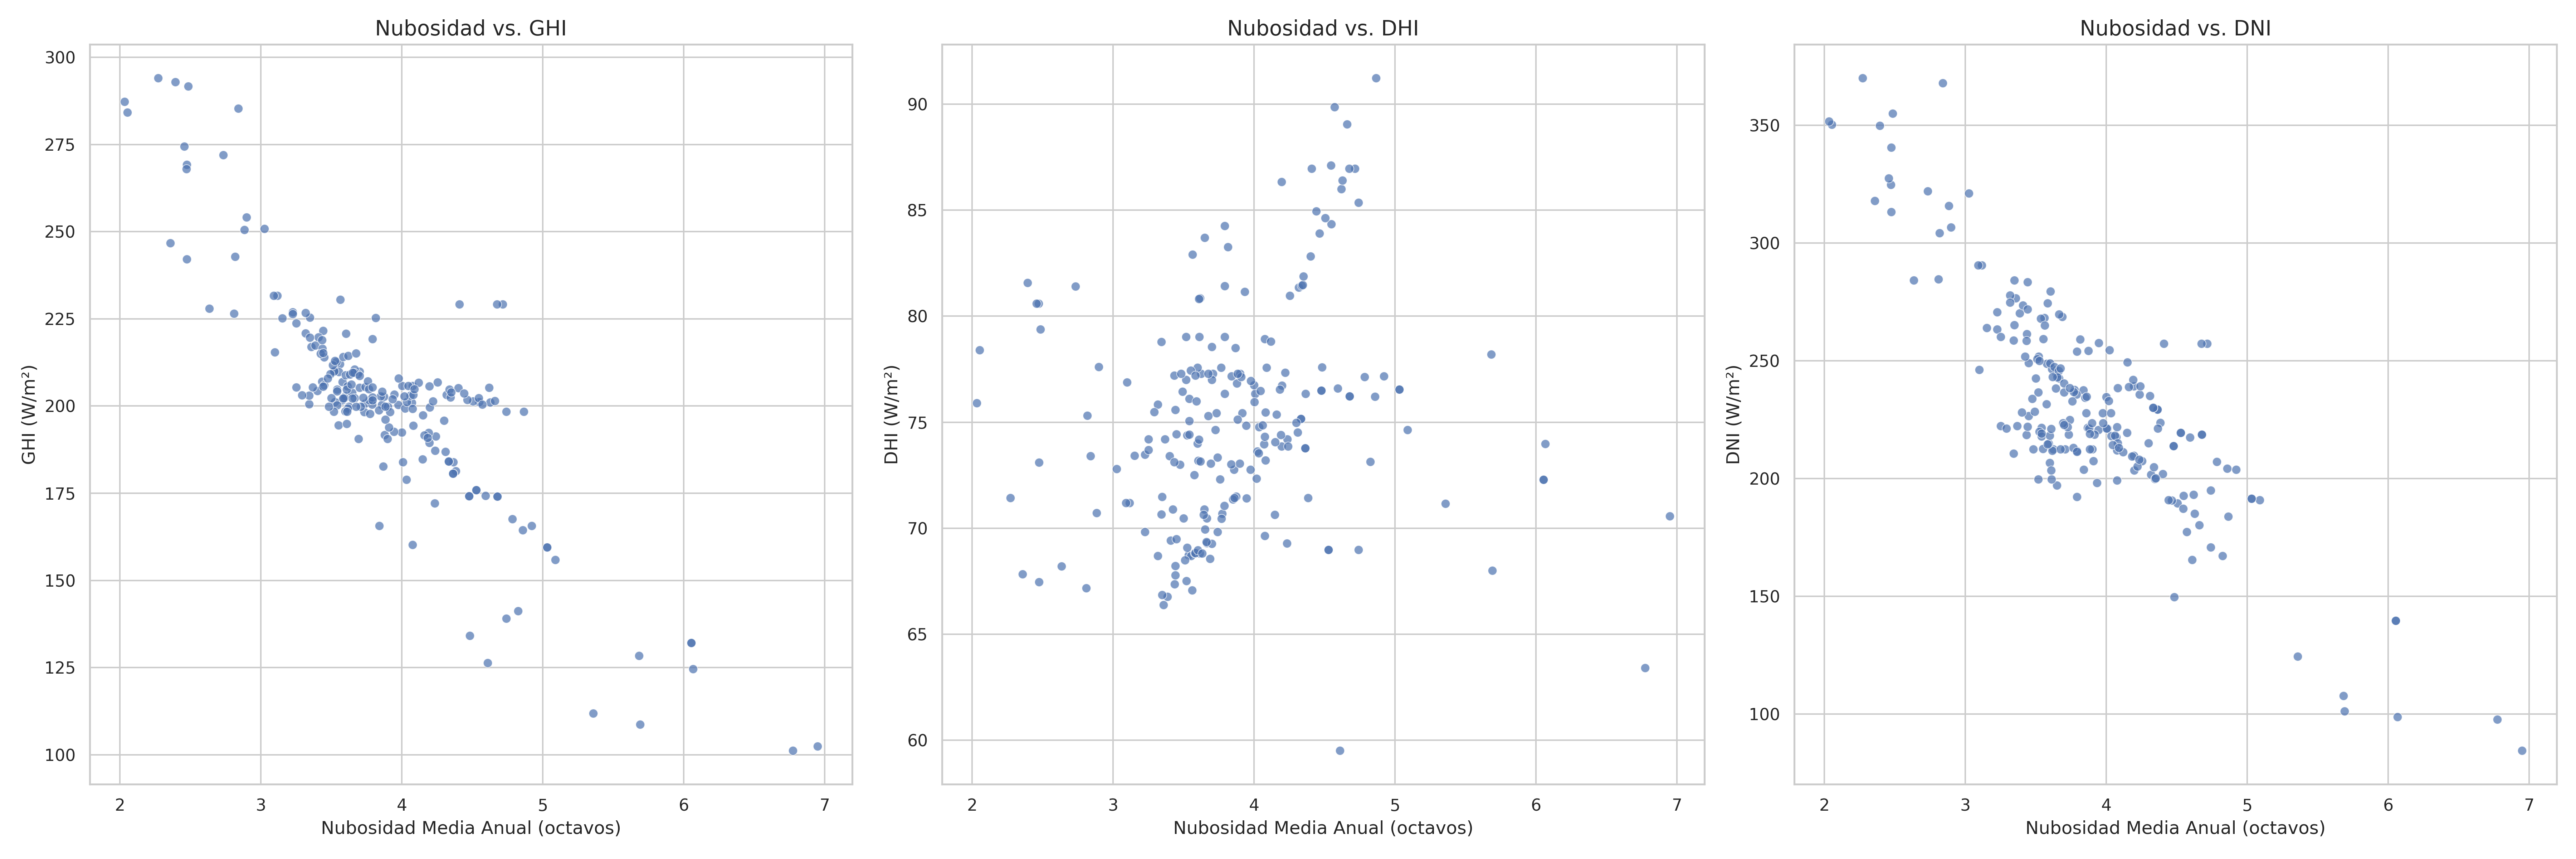 Nubosidad vs. GHI
GHI (W/m²)
300
275
250
225
200
175
150
125
100
2 3 4 5 6 7
Nubosidad Media Anual (octavos)
Nubosidad vs. DHI
DHI (W/m²)
90
85
80
75
70
65
60
2 3 4 5 6 7
Nubosidad Media Anual (octavos)
Nubosidad vs. DNI
DNI (W/m²)
350
300
250
200
150
100
2 3 4 5 6 7
Nubosidad Media Anual (octavos)